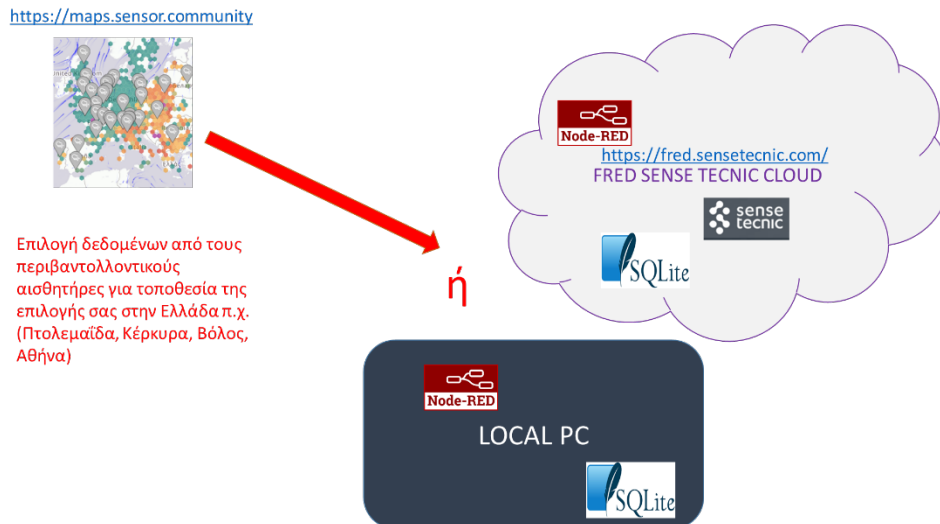 https://maps.sensor.community
Node-RED
https://fred.sensetecnic.com/
FRED SENSE TECNIC CLOUD
sense
tecnic
SQLite
Επιλογή δεδομένων από τους
περιβαντολλοντικούς
αισθητήρες για τοποθεσία της
επιλογής σας στην Ελλάδα π.χ.
(Πτολεμαΐδα, Κέρκυρα, Βόλος,
Αθήνα)
ή
Node-RED
LOCAL PC
SQLite